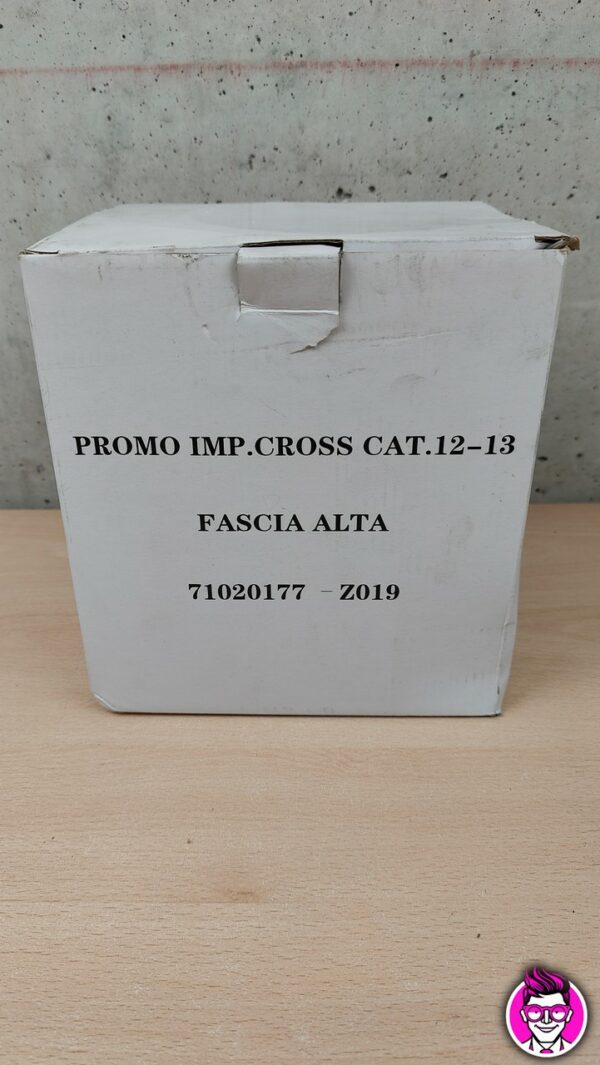 PROMO IMP.CROSS CAT.12-13
FASCIA ALTA
71020177 - Z019